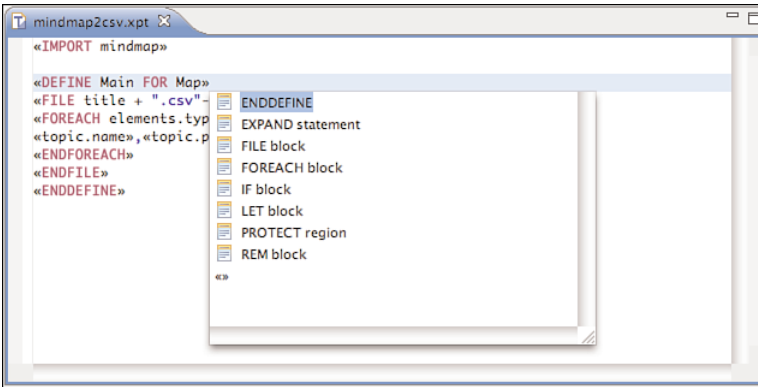 mindmap2csv.xpt
«IMPORT mindmap»
«DEFINE Main FOR Map»
«FILE title + ".csv"-
«FOREACH elements.typ
«topic.name»,«topic.p
«ENDFOREACH»
«ENDFILE»
«ENDDEFINE»
ENDDEFINE
EXPAND statement
FILE block
FOREACH block
IF block
LET block
PROTECT region
REM block
«»